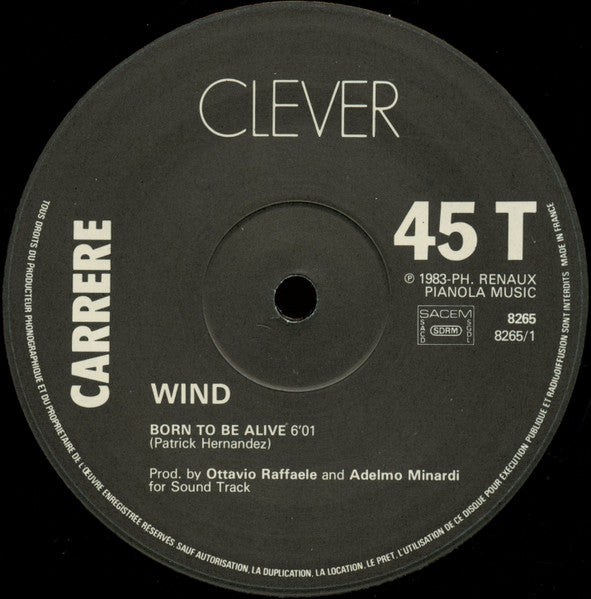 CLEVER
CARRERE
45 T
℗ 1983-PH. RENAUX
PIANOLA MUSIC
SACEM
SACD
SDRM
SGDL
8265
8265/1
WIND
BORN TO BE ALIVE 6'01
(Patrick Hernandez)
Prod. by Ottavio Raffaele and Adelmo Minardi
for Sound Track
TOUS DROITS DU PRODUCTEUR PHONOGRAPHIQUE ET DU PROPRIETAIRE DE L'ŒUVRE ENREGISTREE RESERVES. SAUF AUTORISATION, LA DUPLICATION, LA LOCATION, LE PRET, L'UTILISATION DE CE DISQUE POUR EXECUTION PUBLIQUE ET RADIODIFFUSION SONT INTERDITS MADE IN FRANCE